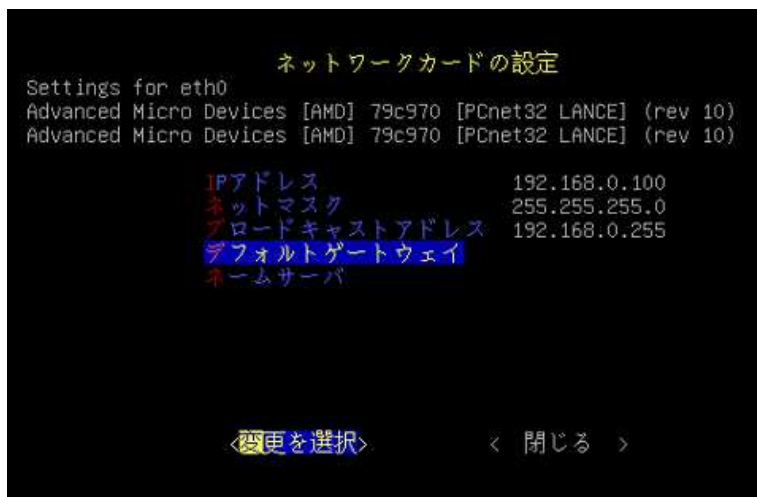 ネットワークカードの設定
Settings for eth0
Advanced Micro Devices [AMD] 79c970 [PCnet32 LANCE] (rev 10)
Advanced Micro Devices [AMD] 79c970 [PCnet32 LANCE] (rev 10)
IPアドレス 192.168.0.100
ネットマスク 255.255.255.0
ブロードキャストアドレス 192.168.0.255
デフォルトゲートウェイ
ネームサーバ
<変更を選択> < 閉じる >